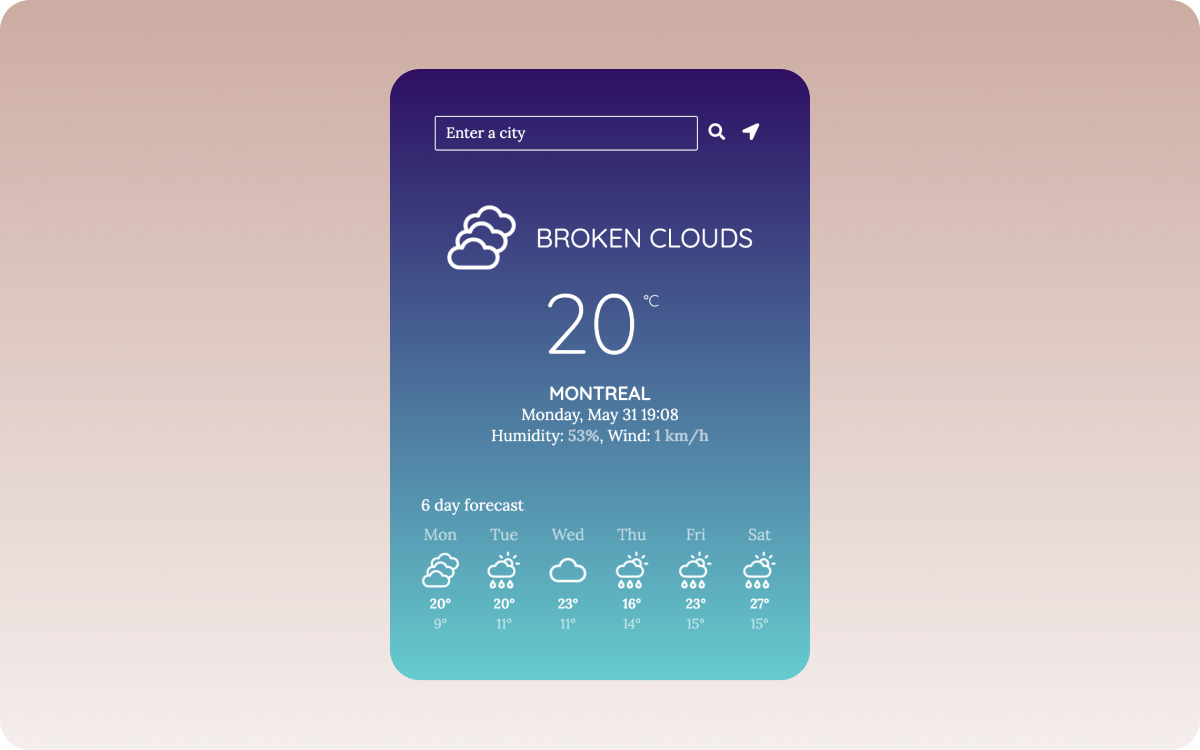 Enter a city
BROKEN CLOUDS
20 °C
MONTREAL
Monday, May 31 19:08
Humidity: 53%, Wind: 1 km/h
6 day forecast
Mon Tue Wed Thu Fri Sat
20° 20° 23° 16° 23° 27°
9° 11° 11° 14° 15° 15°